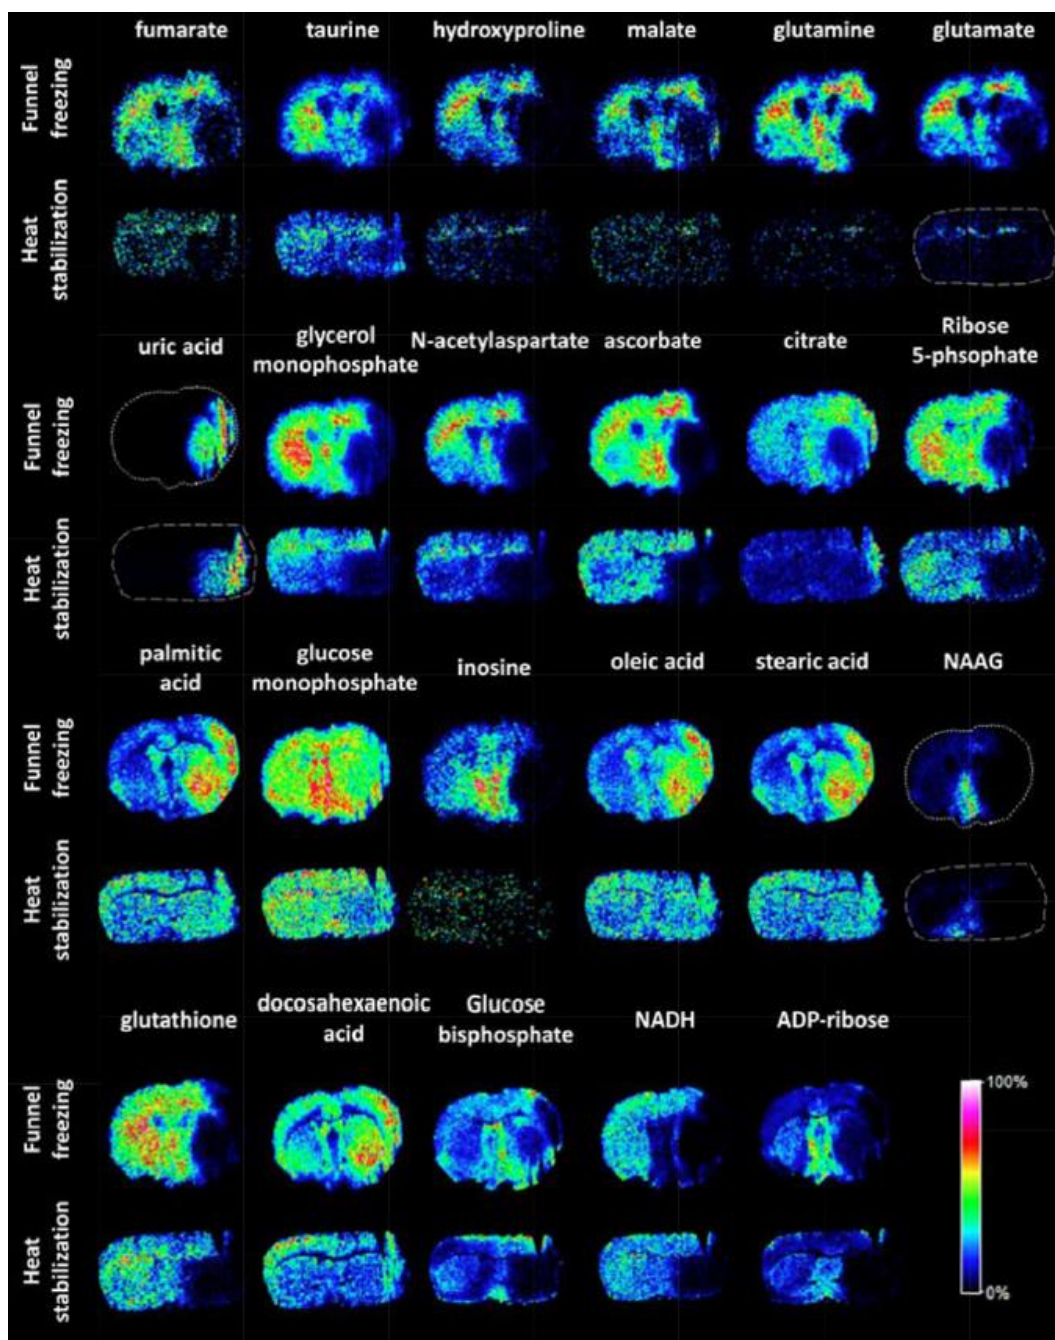 fumarate taurine hydroxyproline malate glutamine glutamate
Funnel
freezing
Heat
stabilization
uric acid glycerol
monophosphate N-acetylaspartate ascorbate citrate Ribose
5-phsophate
Funnel
freezing
Heat
stabilization
palmitic
acid glucose
monophosphate inosine oleic acid stearic acid NAAG
Funnel
freezing
Heat
stabilization
glutathione docosahexaenoic
acid Glucose
bisphosphate NADH ADP-ribose
Funnel
freezing
Heat
stabilization
100%
0%